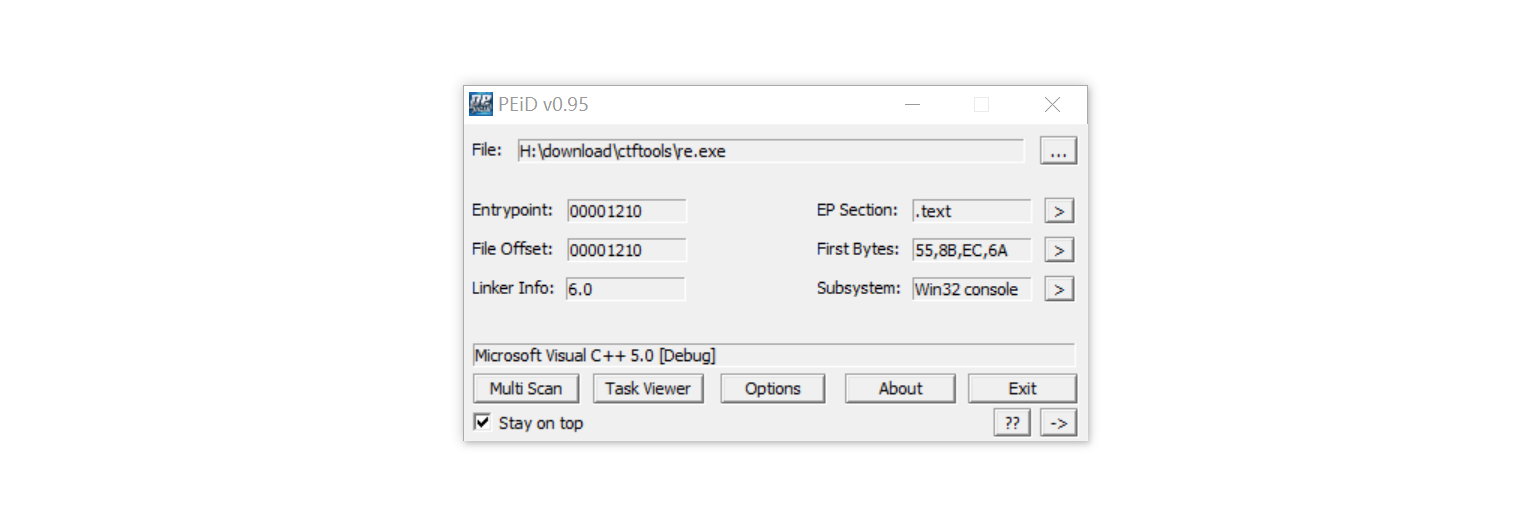 PEiD v0.95
File: H:\download\ctftools\re.exe ...
Entrypoint: 00001210 EP Section: .text >
File Offset: 00001210 First Bytes: 55,8B,EC,6A >
Linker Info: 6.0 Subsystem: Win32 console >
Microsoft Visual C++ 5.0 [Debug]
Multi Scan Task Viewer Options About Exit
Stay on top ?? ->